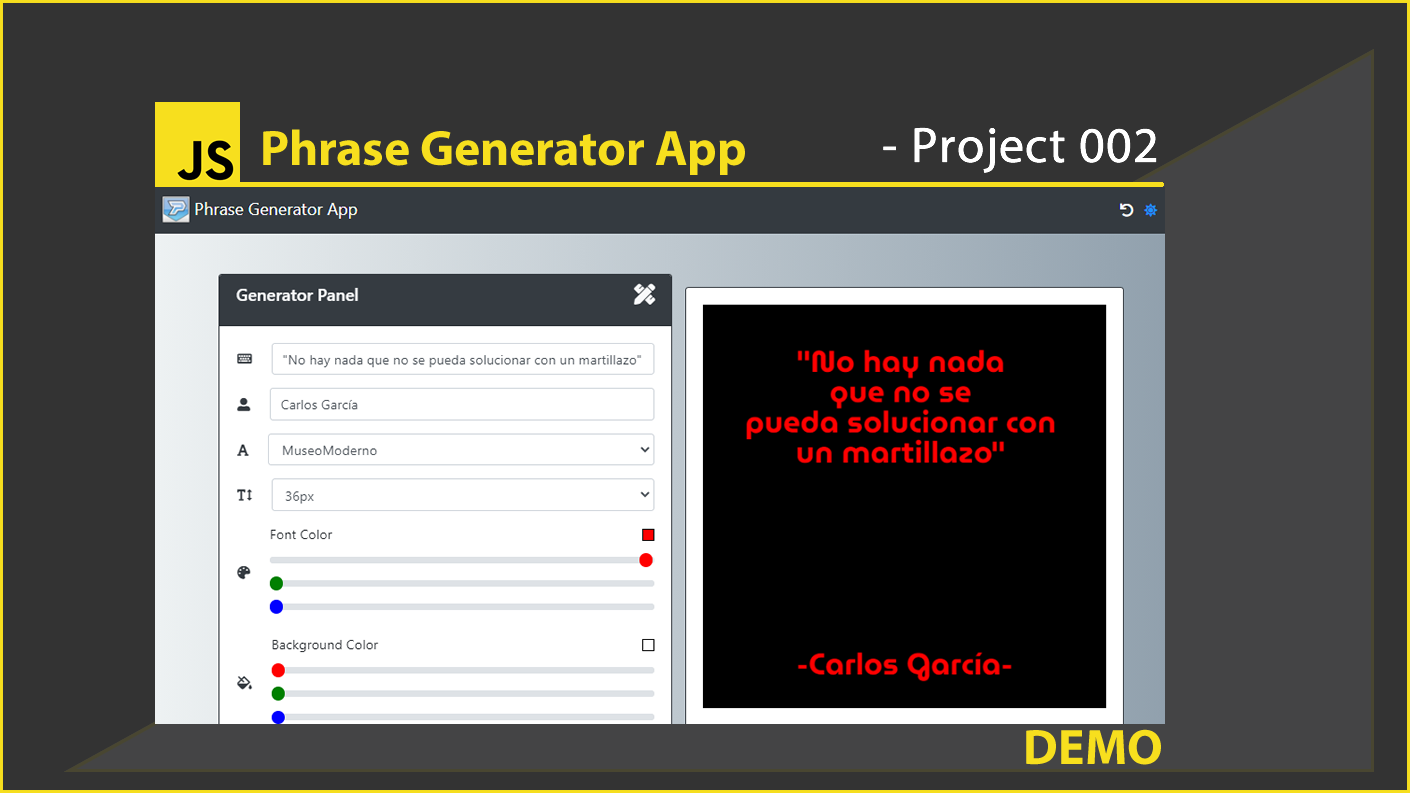 JS
Phrase Generator App
- Project 002
Phrase Generator App
Generator Panel
"No hay nada que no se pueda solucionar con un martillazo"
Carlos García
A
MuseoModerno
T
36px
Font Color
Background Color
"No hay nada
que no se
pueda solucionar con
un martillazo"
-Carlos García-
DEMO